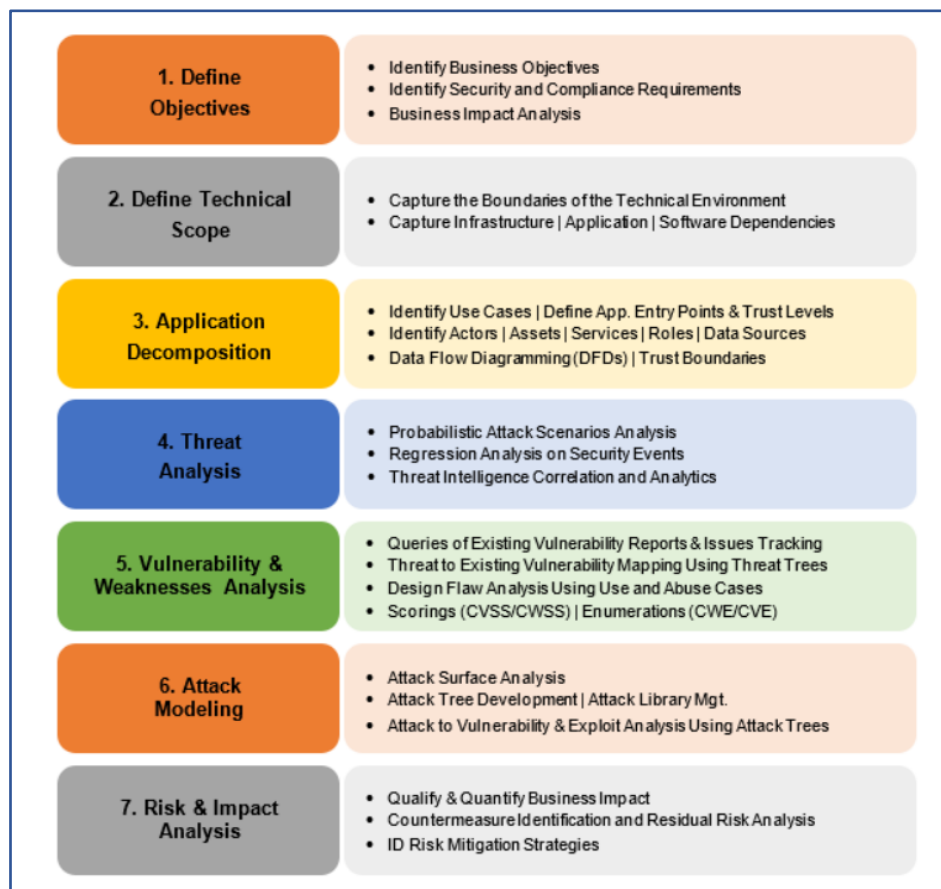 1. Define
Objectives
• Identify Business Objectives
• Identify Security and Compliance Requirements
• Business Impact Analysis
2. Define Technical
Scope
• Capture the Boundaries of the Technical Environment
• Capture Infrastructure | Application | Software Dependencies
3. Application
Decomposition
• Identify Use Cases | Define App. Entry Points & Trust Levels
• Identify Actors | Assets | Services | Roles | Data Sources
• Data Flow Diagramming (DFDs) | Trust Boundaries
4. Threat
Analysis
• Probabilistic Attack Scenarios Analysis
• Regression Analysis on Security Events
• Threat Intelligence Correlation and Analytics
5. Vulnerability &
Weaknesses Analysis
• Queries of Existing Vulnerability Reports & Issues Tracking
• Threat to Existing Vulnerability Mapping Using Threat Trees
• Design Flaw Analysis Using Use and Abuse Cases
• Scorings (CVSS/CWSS) | Enumerations (CWE/CVE)
6. Attack
Modeling
• Attack Surface Analysis
• Attack Tree Development | Attack Library Mgt.
• Attack to Vulnerability & Exploit Analysis Using Attack Trees
7. Risk & Impact
Analysis
• Qualify & Quantify Business Impact
• Countermeasure Identification and Residual Risk Analysis
• ID Risk Mitigation Strategies